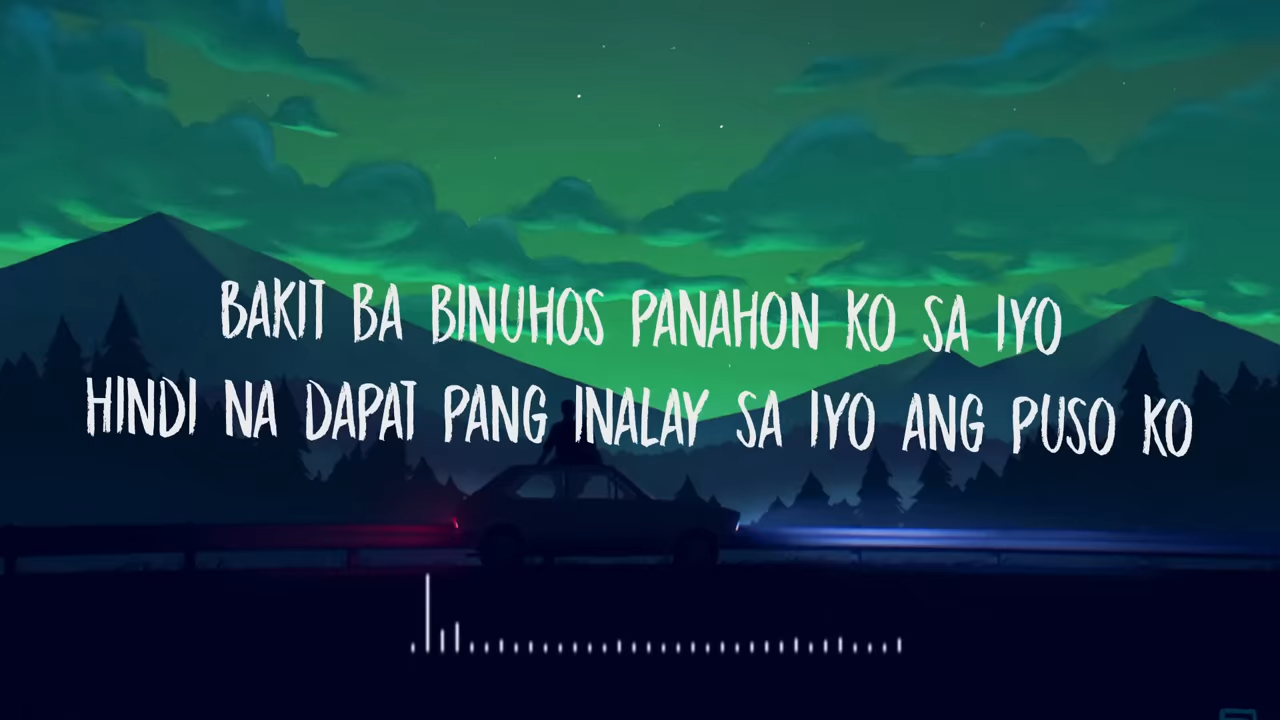 BAKIT BA BINUHOS PANAHON KO SA IYO
HINDI NA DAPAT PANG INALAY SA IYO ANG PUSO KO